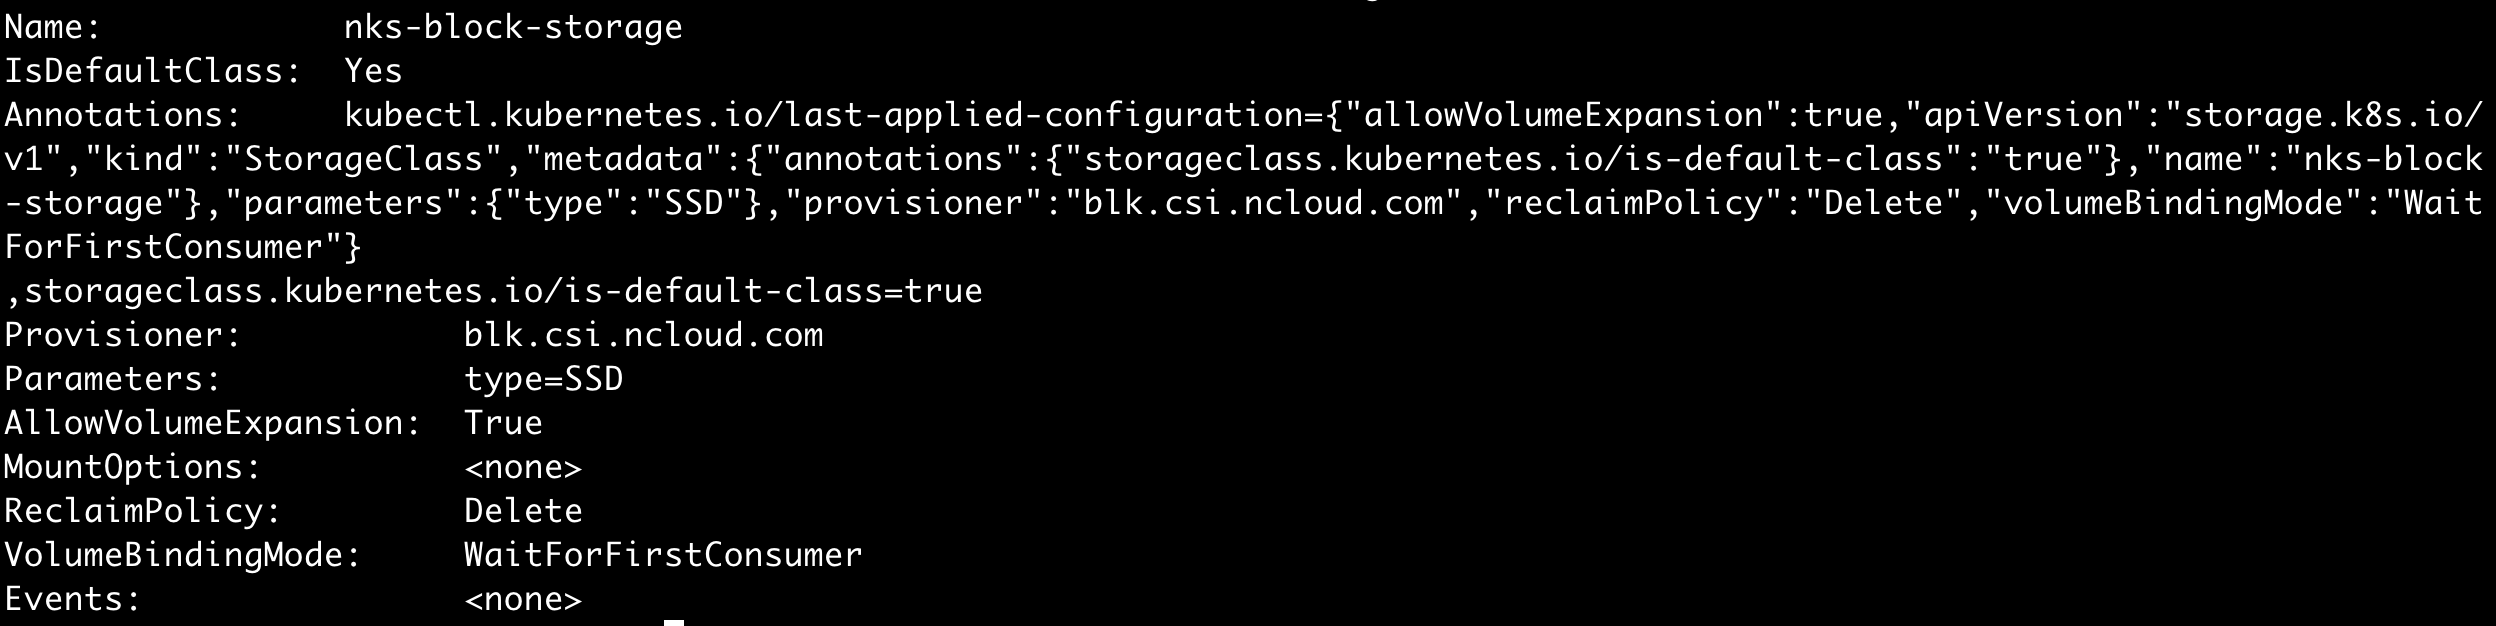 Name:            nks-block-storage
IsDefaultClass:  Yes
Annotations:     kubectl.kubernetes.io/last-applied-configuration={"allowVolumeExpansion":true,"apiVersion":"storage.k8s.io/
v1","kind":"StorageClass","metadata":{"annotations":{"storageclass.kubernetes.io/is-default-class":"true"},"name":"nks-block
-storage"},"parameters":{"type":"SSD"},"provisioner":"blk.csi.ncloud.com","reclaimPolicy":"Delete","volumeBindingMode":"Wait
ForFirstConsumer"}
,storageclass.kubernetes.io/is-default-class=true
Provisioner:           blk.csi.ncloud.com
Parameters:            type=SSD
AllowVolumeExpansion:  True
MountOptions:          <none>
ReclaimPolicy:         Delete
VolumeBindingMode:     WaitForFirstConsumer
Events:                <none>